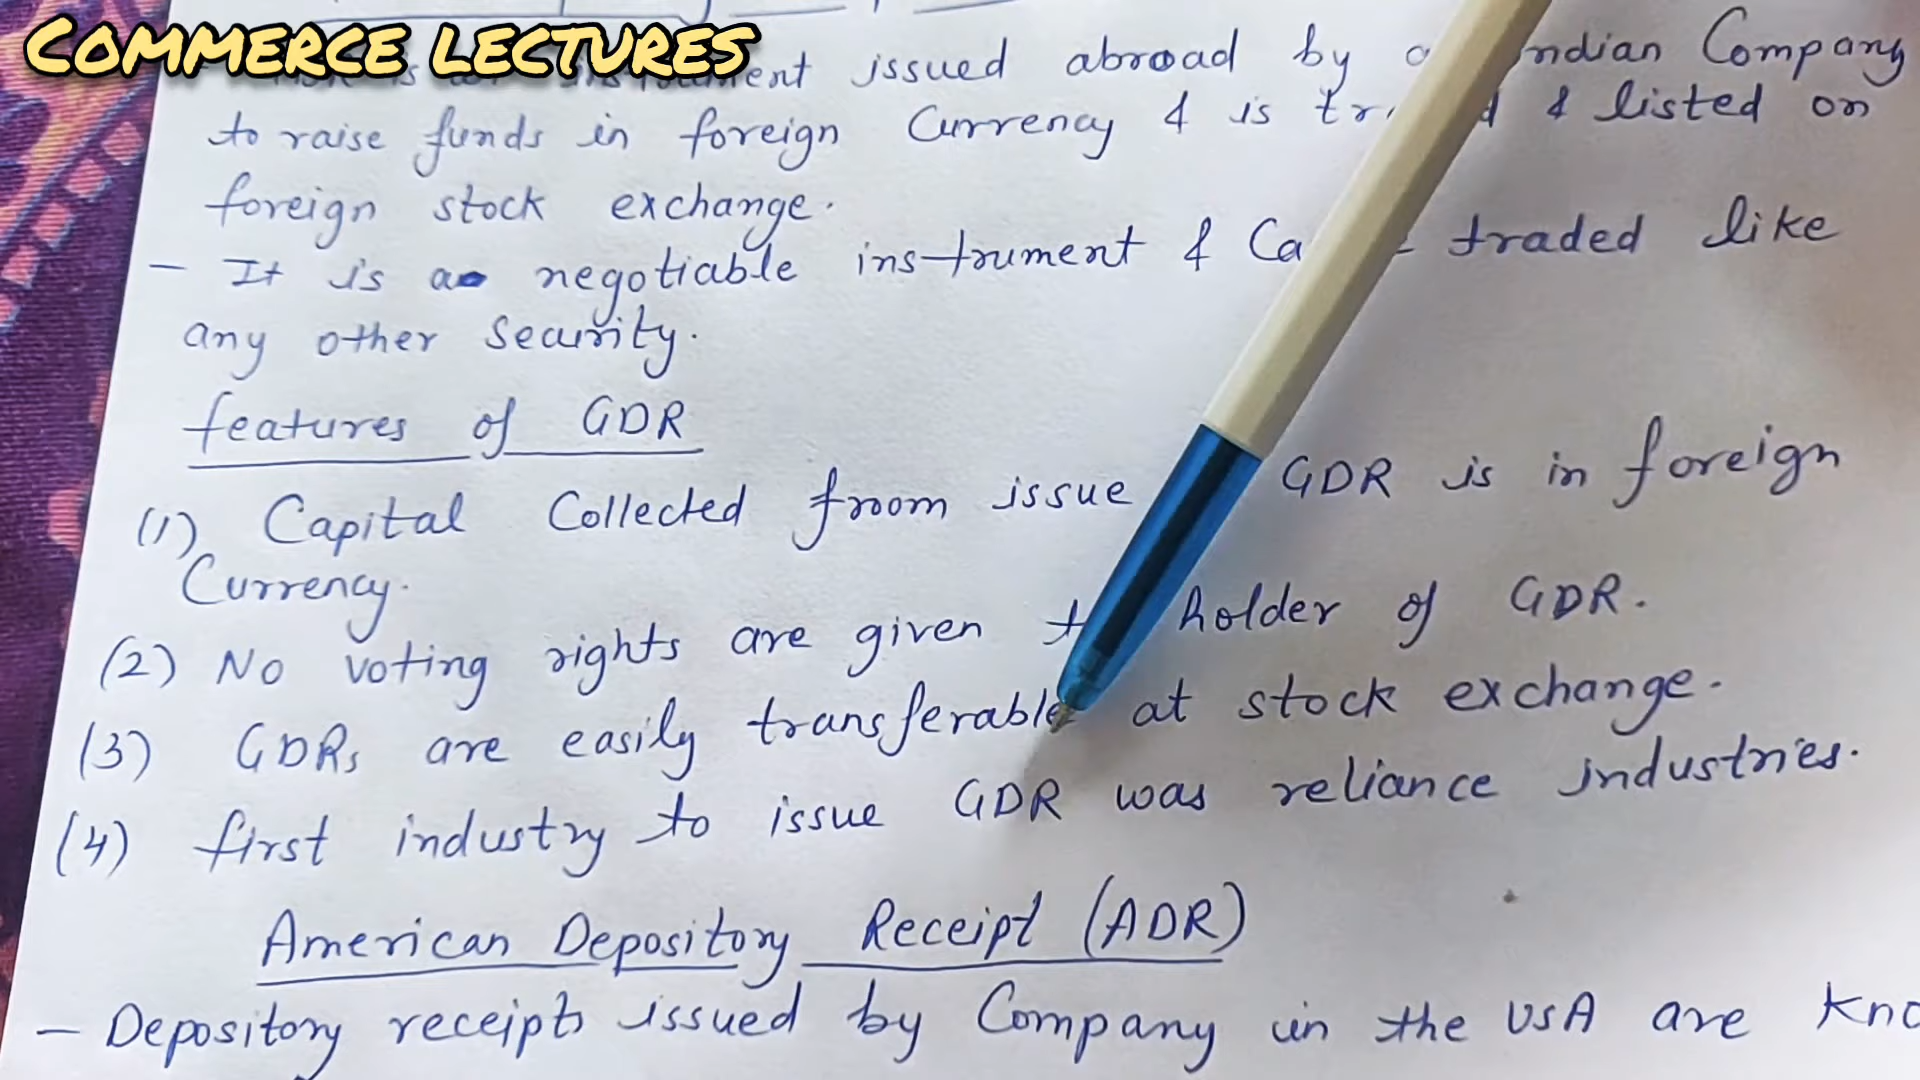 COMMERCE LECTURES
issued abroad by Indian Company
to raise funds in foreign Currency & is & listed on
foreign stock exchange.
- It is a negotiable instrument & traded like
any other security.
features of GDR
(1) Capital Collected from issue GDR is in foreign
Currency.
(2) No voting rights are given holder of GDR.
(3) GDRs are easily transferable at stock exchange.
(4) first industry to issue GDR was reliance industries.
American Depository Receipt (ADR)
- Depository receipts issued by Company in the USA are